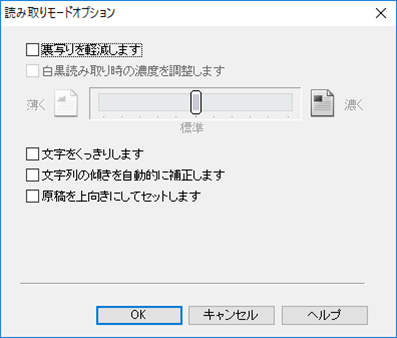 読み取りモードオプション
裏写りを軽減します
白黒読み取り時の濃度を調整します
薄く
濃く
標準
文字をくっきりします
文字列の傾きを自動的に補正します
原稿を上向きにしてセットします
OK
キャンセル
ヘルプ